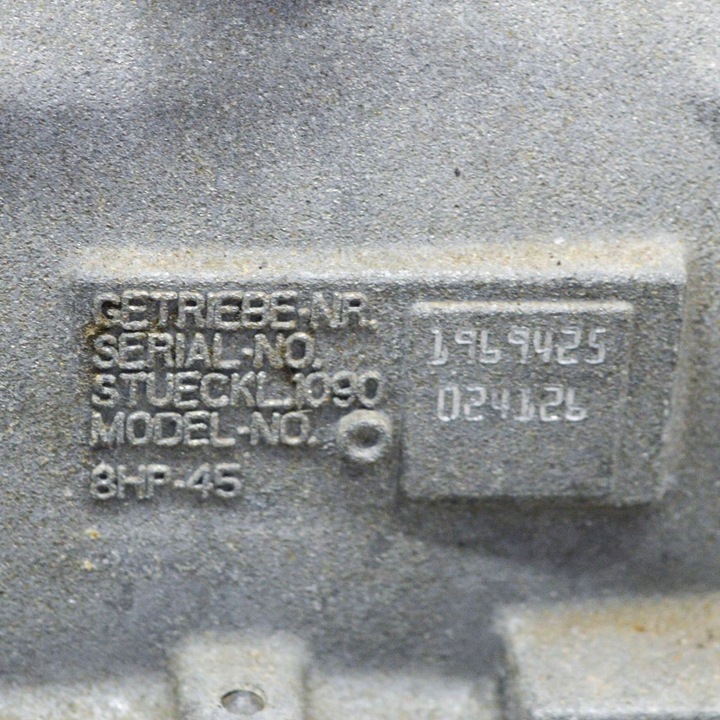 GETRIEBE-NR.
SERIAL-NO.
1969425
STUECKL.1090
MODEL-NO.
024126
8HP-45